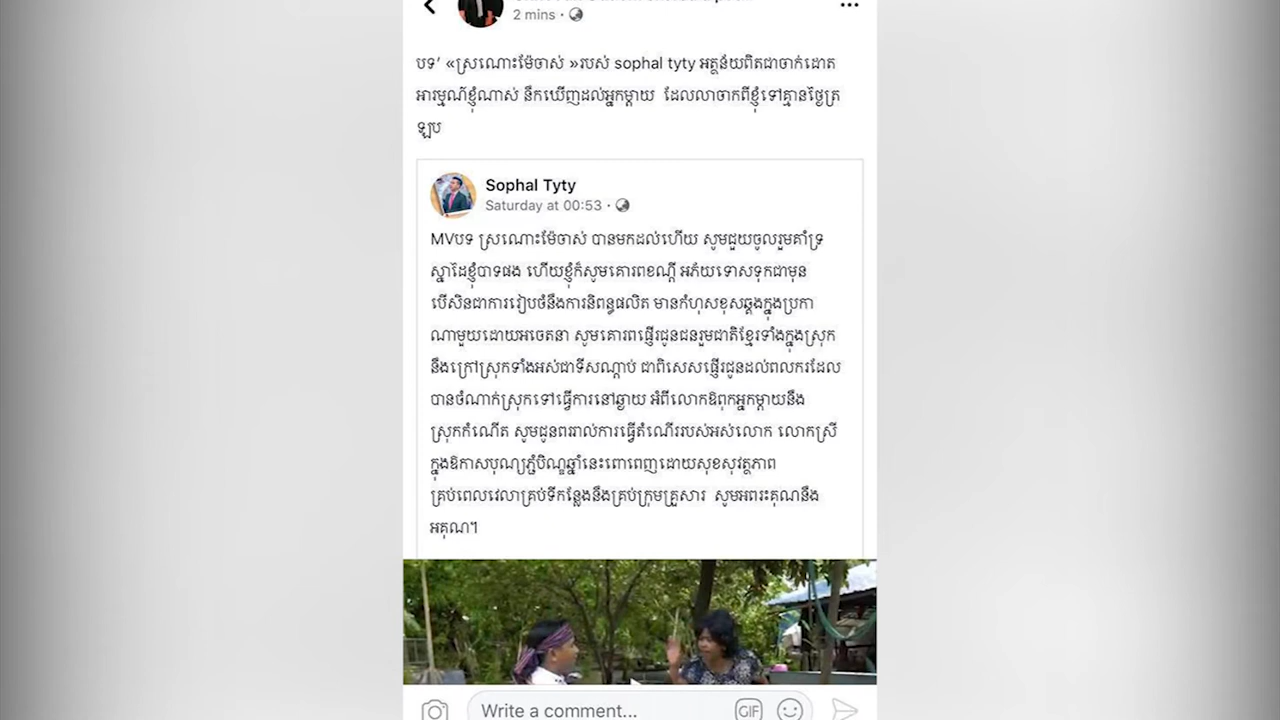 2 mins ·
បទ' «ស្រណោះម៉ែចាស់ »របស់ sophal tyty អត្ថន័យពិតជាចាក់ដោត
អារម្មណ៍ខ្ញុំណាស់ នឹកឃើញដល់អ្នកម្តាយ ដែលលាចាកពីខ្ញុំទៅគ្មានថ្ងៃត្រ
ឡប
Sophal Tyty
Saturday at 00:53 ·
MVបទ ស្រណោះម៉ែចាស់ បានមកដល់ហើយ សូមជួយចូលរួមគាំទ្រ
ស្នាដៃខ្ញុំបាទផង ហើយខ្ញុំក៏សូមគោរពខណ្តី អភ័យទោសទុកជាមុន
បើសិនជាការរៀបចំនឹងការនិពន្ធផលិត មានកំហុសខុសឆ្គងក្នុងប្រកា
ណាមួយដោយអចេតនា សូមគោរពផ្ញើរជូនជនរួមជាតិខ្មែរទាំងក្នុងស្រុក
នឹងក្រៅស្រុកទាំងអស់ជាទីសណ្តាប់ ជាពិសេសផ្ញើរជូនដល់ពលករដែល
បានចំណាក់ស្រុកទៅធ្វើការនៅឆ្ងាយ អំពីលោកឱពុកអ្នកម្តាយនឹង
ស្រុកកំណើត សូមជូនពររាល់ការធ្វើតំណើររបស់អស់លោក លោកស្រី
ក្នុងឱកាសបុណ្យភ្ជំបិណ្ឌឆ្នាំនេះពោពេញដោយសុខសុវត្ថភាព
គ្រប់ពេលវេលាគ្រប់ទីកន្លែងនឹងគ្រប់ក្រុមគ្រួសារ សូមអពរះគុណនឹង
អគុណ។
Write a comment...
GIF